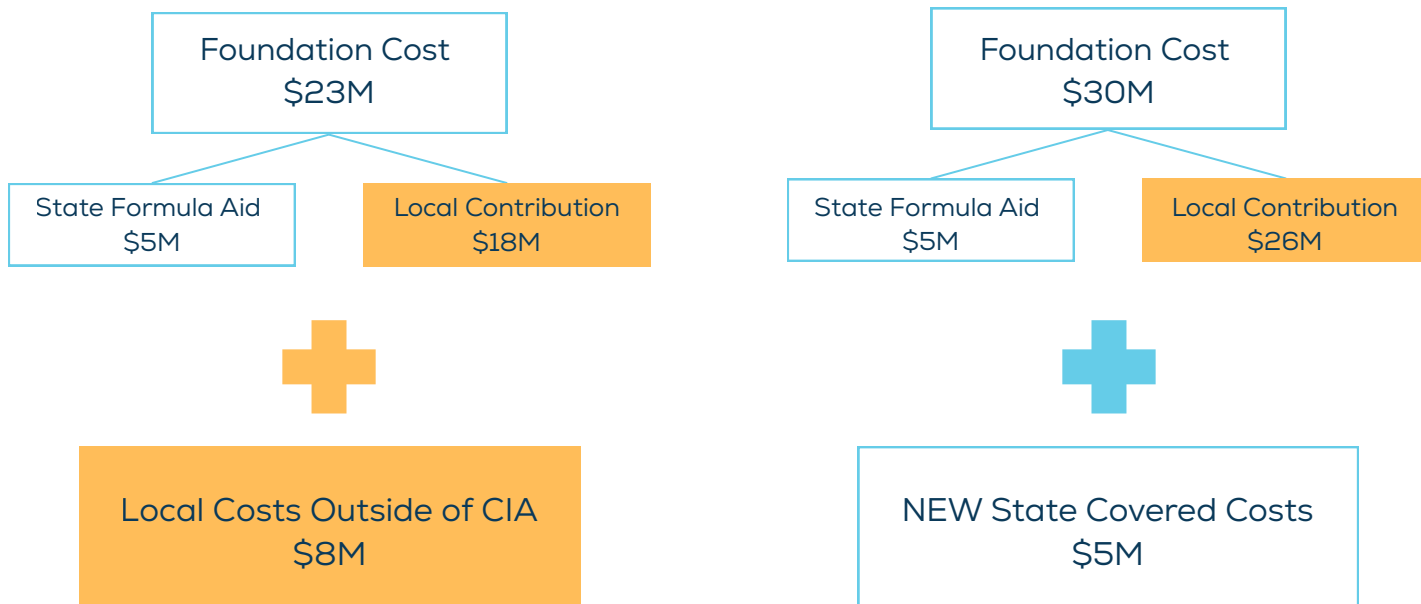 Foundation Cost
$23M
State Formula Aid
$5M
Local Contribution
$18M
Local Costs Outside of CIA
$8M
Foundation Cost
$30M
State Formula Aid
$5M
Local Contribution
$26M
NEW State Covered Costs
$5M